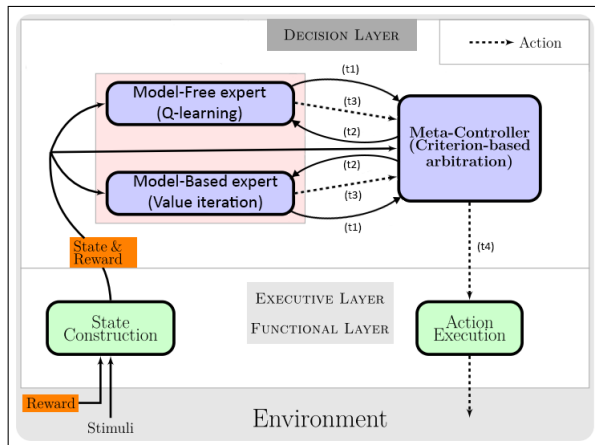 DECISION LAYER
Action
Model-Free expert
(Q-learning)
(t1)
(t3)
(t2)
Meta-Controller
(Criterion-based
arbitration)
Model-Based expert
(Value iteration)
(t2)
(t3)
(t1)
State &
Reward
(t4)
State
Construction
EXECUTIVE LAYER
FUNCTIONAL LAYER
Action
Execution
Reward
Stimuli
Environment